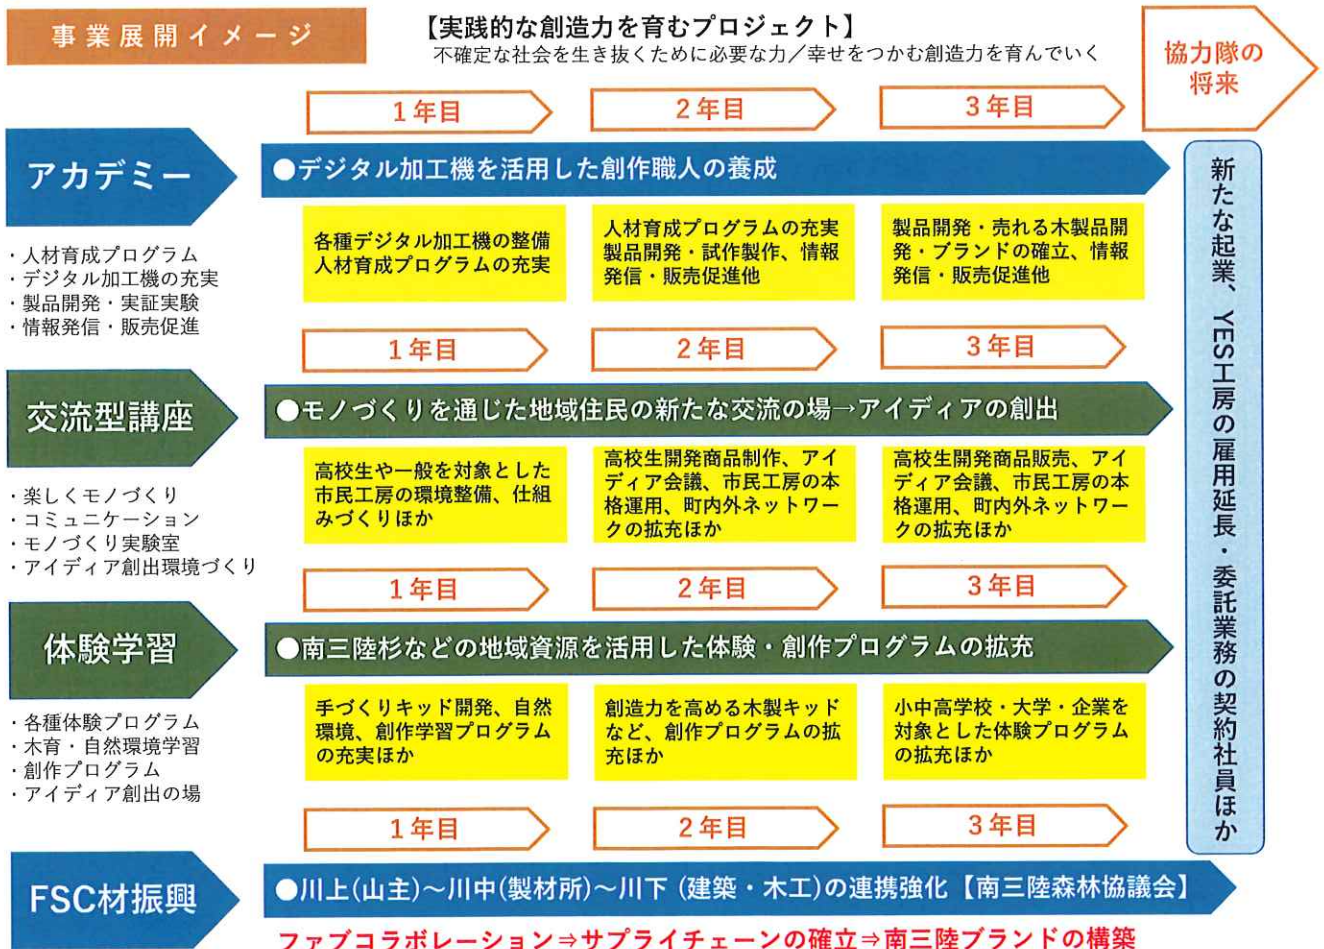 事業展開イメージ
【実践的な創造力を育むプロジェクト】
不確定な社会を生き抜くために必要な力／幸せをつかむ創造力を育んでいく
協力隊の
将来
1年目
2年目
3年目
アカデミー
●デジタル加工機を活用した創作職人の養成
・人材育成プログラム
・デジタル加工機の充実
・製品開発・実証実験
・情報発信・販売促進
各種デジタル加工機の整備
人材育成プログラムの充実
人材育成プログラムの充実
製品開発・試作製作、情報
発信・販売促進他
製品開発・売れる木製品開
発・ブランドの確立、情報
発信・販売促進他
1年目
2年目
3年目
交流型講座
●モノづくりを通じた地域住民の新たな交流の場→アイディアの創出
・楽しくモノづくり
・コミュニケーション
・モノづくり実験室
・アイディア創出環境づくり
高校生や一般を対象とした
市民工房の環境整備、仕組
みづくりほか
高校生開発商品制作、アイ
ディア会議、市民工房の本
格運用、町内外ネットワー
クの拡充ほか
高校生開発商品販売、アイ
ディア会議、市民工房の本
格運用、町内外ネットワー
クの拡充ほか
1年目
2年目
3年目
体験学習
●南三陸杉などの地域資源を活用した体験・創作プログラムの拡充
・各種体験プログラム
・木育・自然環境学習
・創作プログラム
・アイディア創出の場
手づくりキッド開発、自然
環境、創作学習プログラム
の充実ほか
創造力を高める木製キッド
など、創作プログラムの拡
充ほか
小中高学校・大学・企業を
対象とした体験プログラム
の拡充ほか
1年目
2年目
3年目
FSC材振興
●川上(山主)～川中(製材所)～川下(建築・木工)の連携強化【南三陸森林協議会】
ファブコラボレーション⇒サプライチェーンの確立⇒南三陸ブランドの構築
新たな起業、YES工房の雇用延長・委託業務の契約社員ほか